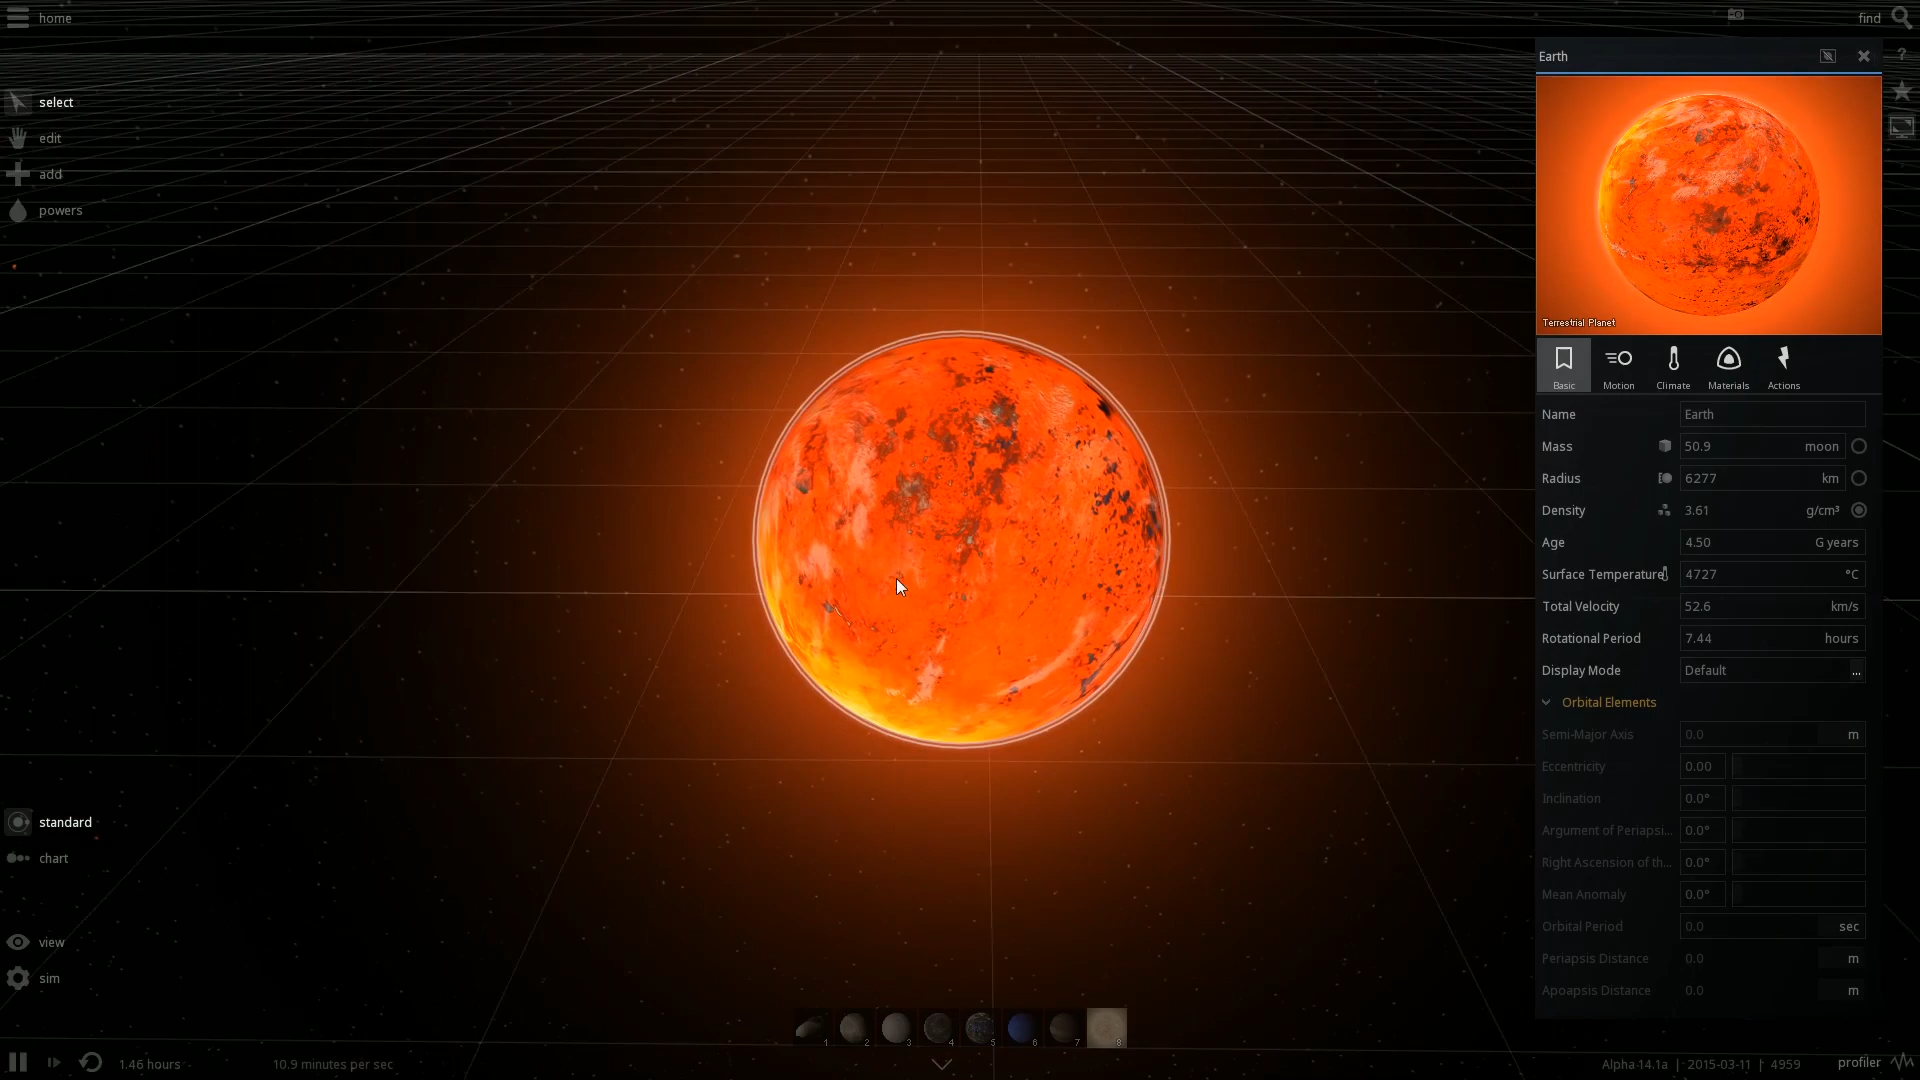 home
find
Earth
?
select
edit
add
powers
Terrestrial Planet
Basic Motion Climate Materials Actions
Name Earth
Mass 50.9 moon
Radius 6277 km
Density 3.61 g/cm³
Age 4.50 G years
Surface Temperature 4727 °C
Total Velocity 52.6 km/s
Rotational Period 7.44 hours
Display Mode Default ...
Orbital Elements
Semi-Major Axis 0.0 m
Eccentricity 0.00
Inclination 0.0°
Argument of Periapsi... 0.0°
Right Ascension of th... 0.0°
Mean Anomaly 0.0°
Orbital Period 0.0 sec
Periapsis Distance 0.0 m
Apoapsis Distance 0.0 m
standard
chart
view
sim
1 2 3 4 5 6 7 8
1.46 hours
10.9 minutes per sec
Alpha 14.1a | 2015-03-11 | 4959
profiler